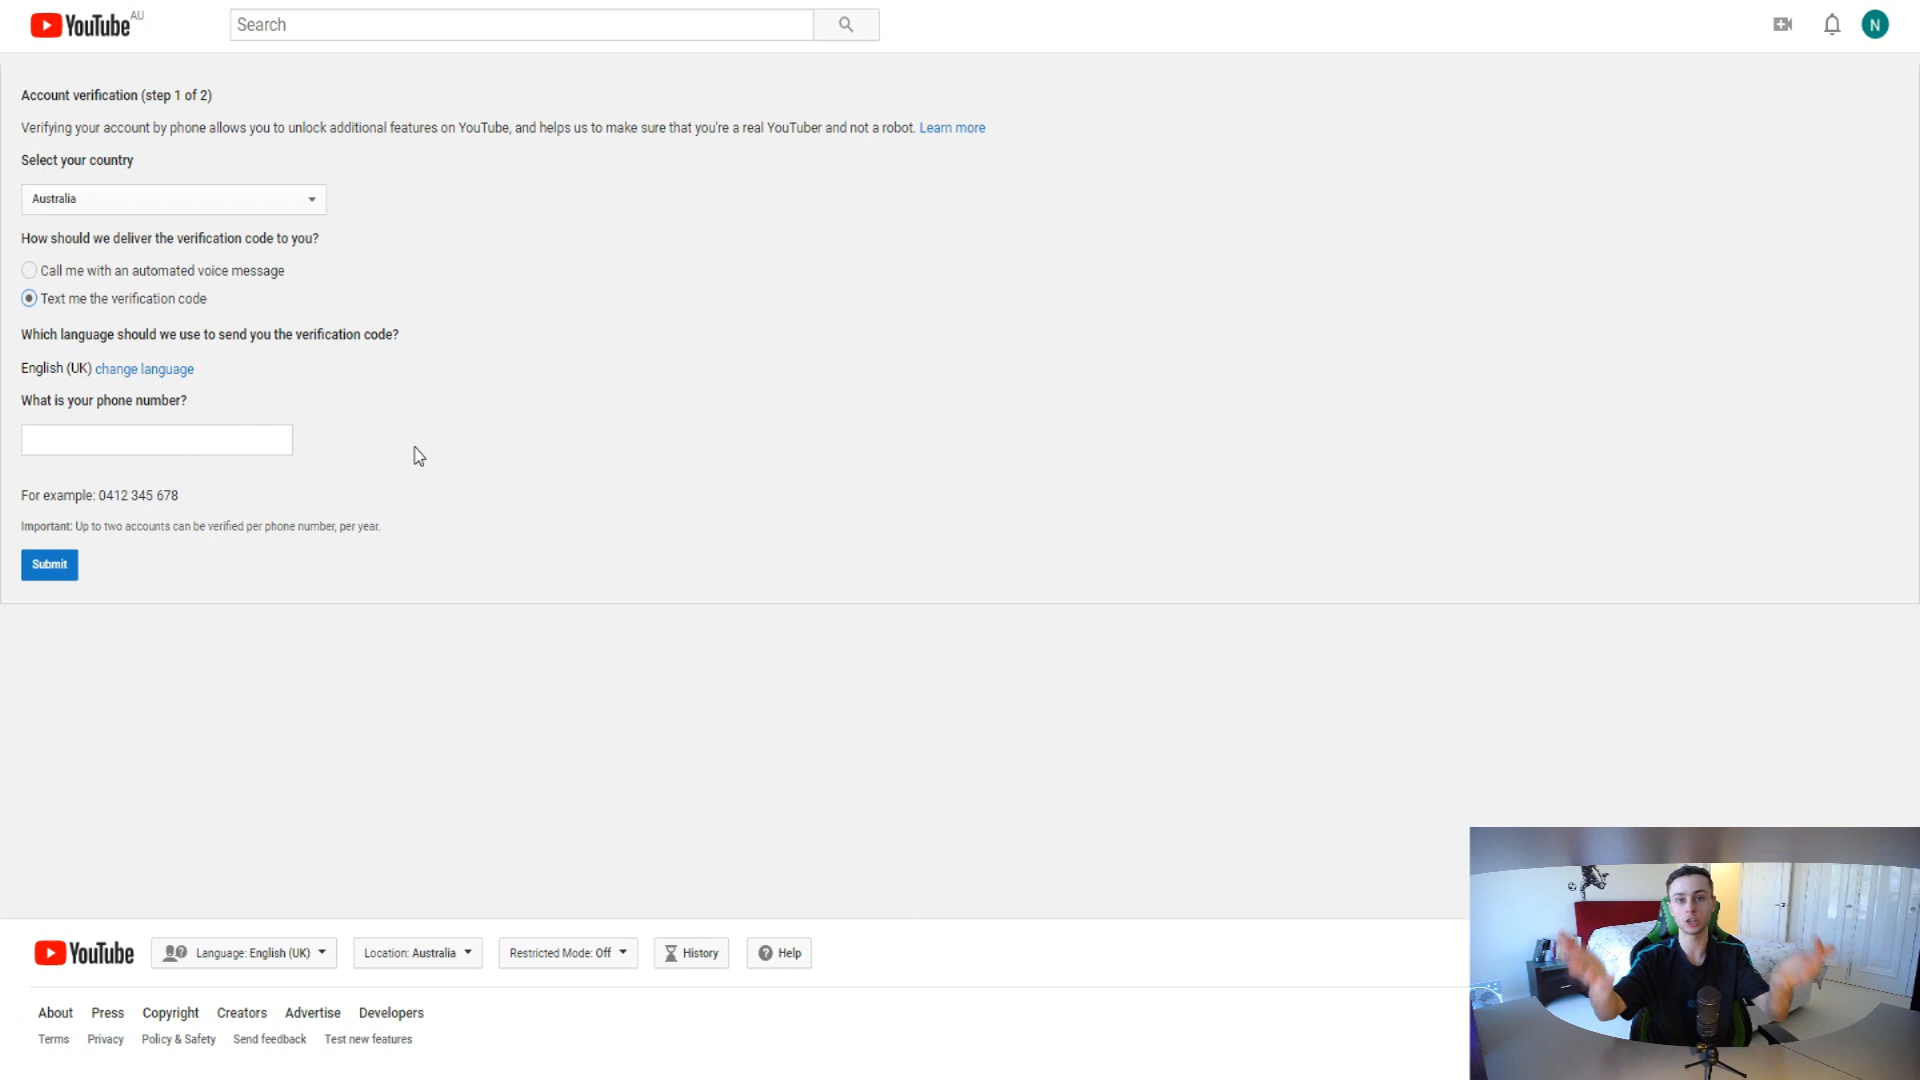 YouTube AU
Search
N
Account verification (step 1 of 2)
Verifying your account by phone allows you to unlock additional features on YouTube, and helps us to make sure that you're a real YouTuber and not a robot. Learn more
Select your country
Australia
How should we deliver the verification code to you?
Call me with an automated voice message
Text me the verification code
Which language should we use to send you the verification code?
English (UK) change language
What is your phone number?
For example: 0412 345 678
Important: Up to two accounts can be verified per phone number, per year.
Submit
YouTube
Language: English (UK)
Location: Australia
Restricted Mode: Off
History
Help
About Press Copyright Creators Advertise Developers
Terms Privacy Policy & Safety Send feedback Test new features